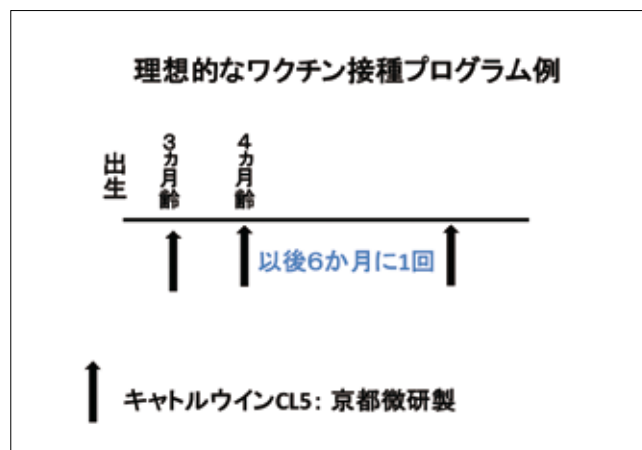 理想的なワクチン接種プログラム例
出生
3カ月齢
4カ月齢
以後6か月に1回
キャトルウインCL5: 京都微研製